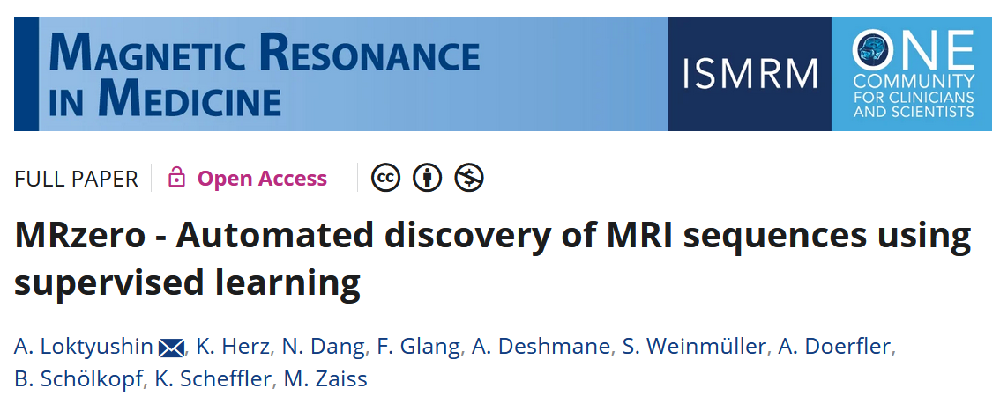 MAGNETIC RESONANCE
IN MEDICINE
ISMRM
ONE
COMMUNITY
FOR CLINICIANS
AND SCIENTISTS
FULL PAPER
Open Access
cc
$
MRzero - Automated discovery of MRI sequences using
supervised learning
A. Loktyushin, K. Herz, N. Dang, F. Glang, A. Deshmane, S. Weinmüller, A. Doerfler,
B. Schölkopf, K. Scheffler, M. Zaiss